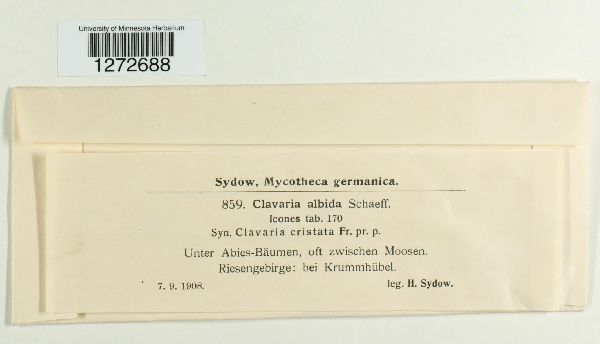 University of Minnesota Herbarium
1272688
Sydow, Mycotheca germanica.
859. Clavaria albida Schaeff.
Icones tab. 170
Syn. Clavaria cristata Fr. pr. p.
Unter Abies-Bäumen, oft zwischen Moosen.
Riesengebirge: bei Krummhübel.
7. 9. 1908. leg. H. Sydow.